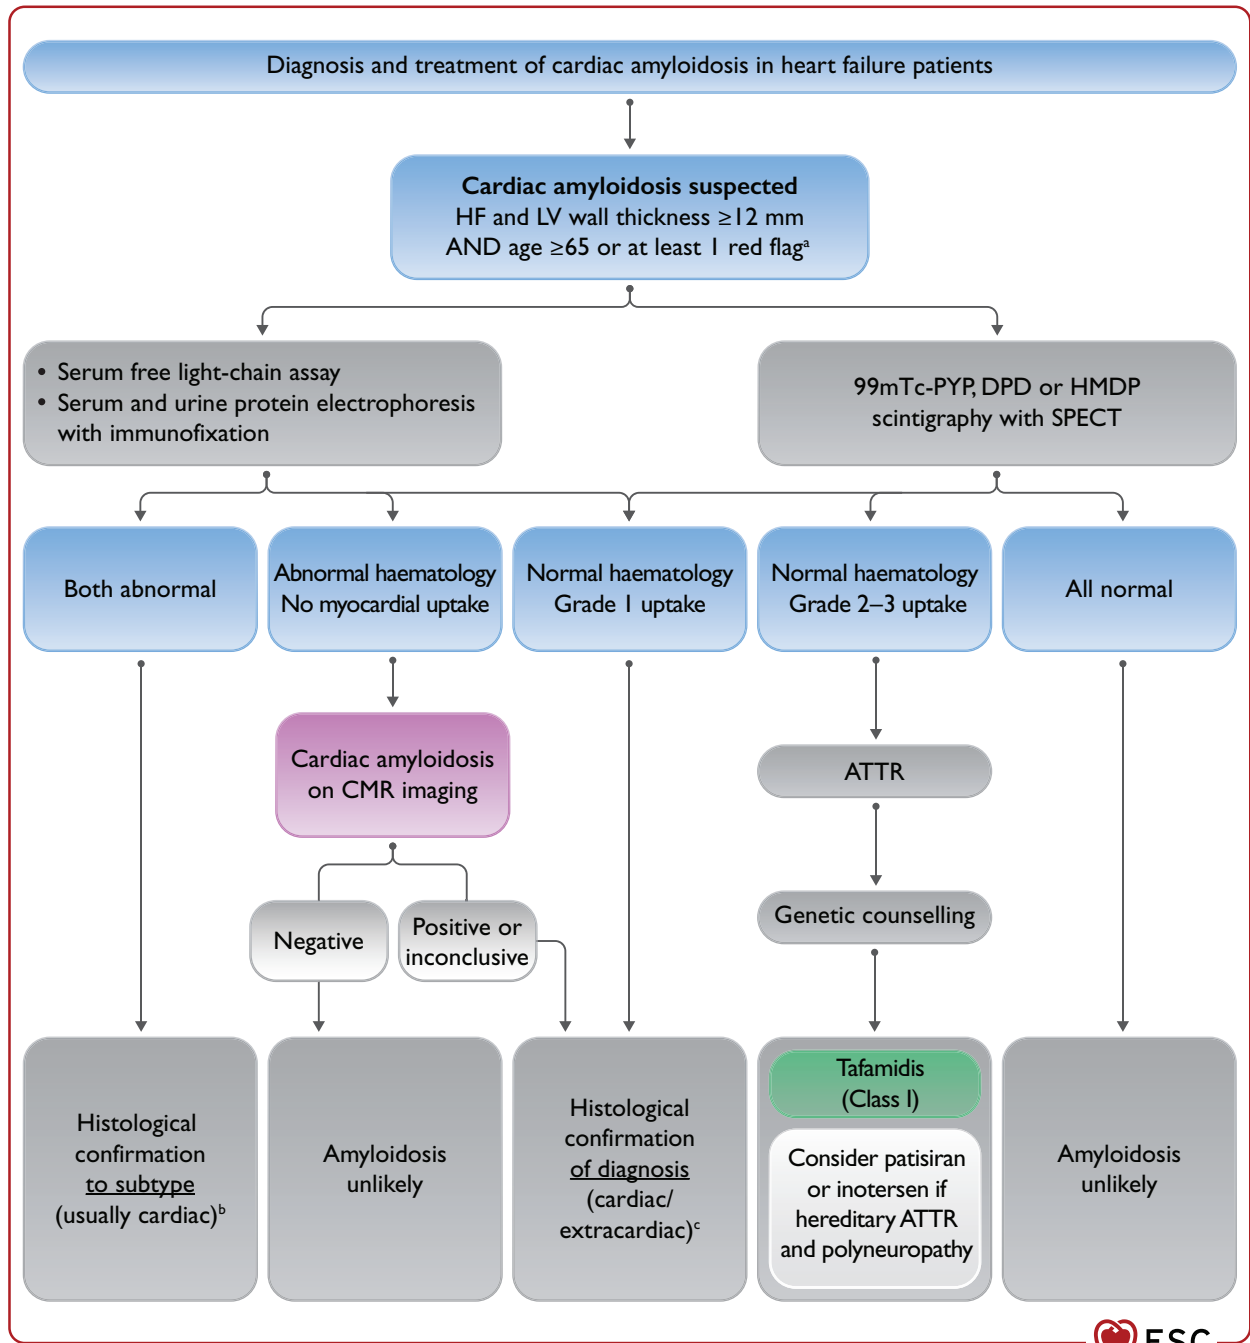 Diagnosis and treatment of cardiac amyloidosis in heart failure patients
Cardiac amyloidosis suspected
HF and LV wall thickness ≥12 mm
AND age ≥65 or at least 1 red flagᵃ
• Serum free light-chain assay
• Serum and urine protein electrophoresis
with immunofixation
99mTc-PYP, DPD or HMDP
scintigraphy with SPECT
Both abnormal
Abnormal haematology
No myocardial uptake
Normal haematology
Grade 1 uptake
Normal haematology
Grade 2–3 uptake
All normal
Cardiac amyloidosis
on CMR imaging
ATTR
Negative
Positive or
inconclusive
Genetic counselling
Histological
confirmation
to subtype
(usually cardiac)ᵇ
Amyloidosis
unlikely
Histological
confirmation
of diagnosis
(cardiac/
extracardiac)ᶜ
Tafamidis
(Class I)
Consider patisiran
or inotersen if
hereditary ATTR
and polyneuropathy
Amyloidosis
unlikely
ESC